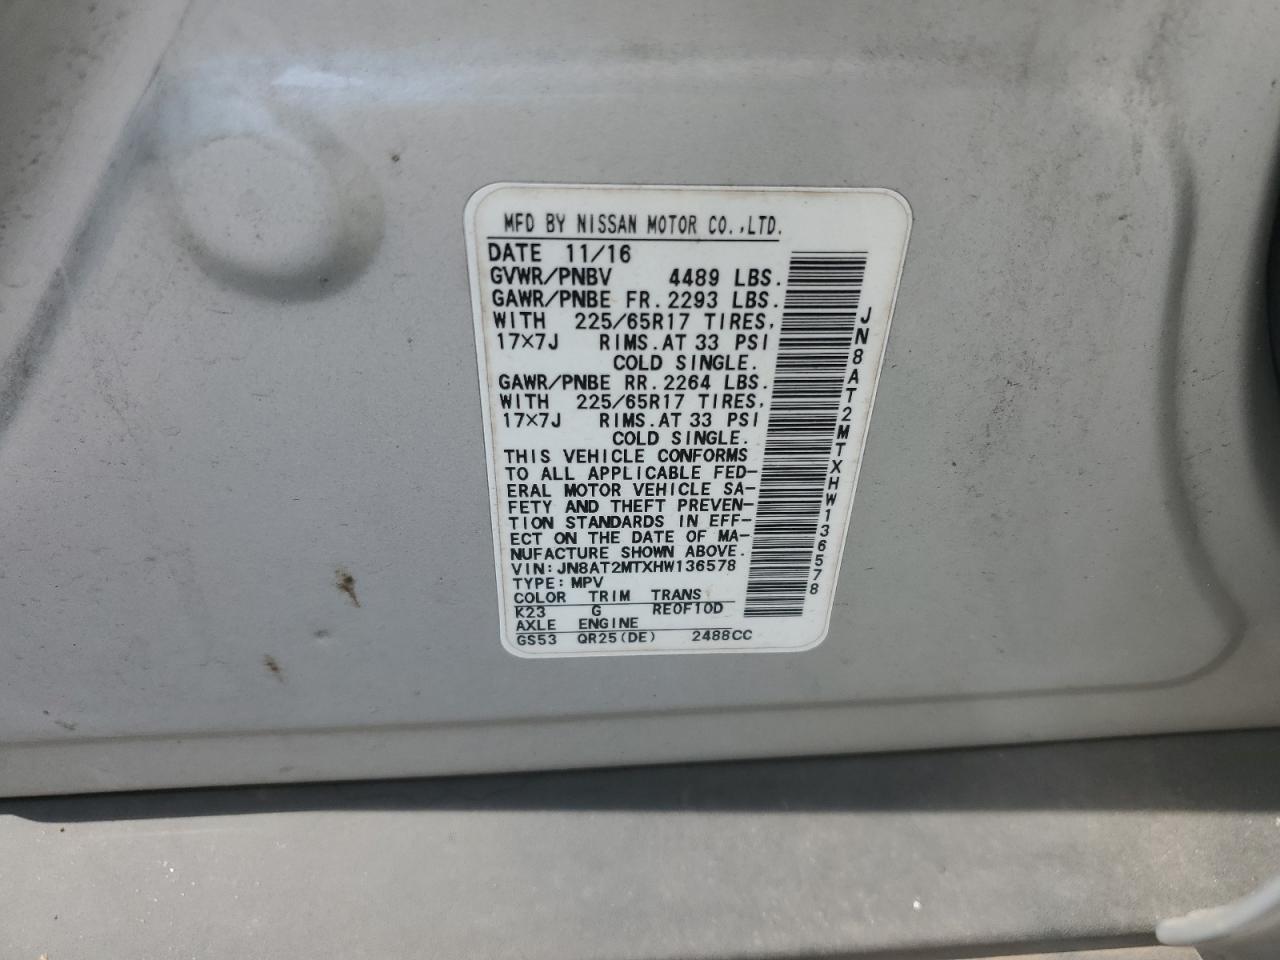 MFD BY NISSAN MOTOR CO.,LTD.
DATE 11/16
GVWR/PNBV 4489 LBS.
GAWR/PNBE FR. 2293 LBS.
WITH 225/65R17 TIRES,
17×7J RIMS.AT 33 PSI
COLD SINGLE.
GAWR/PNBE RR. 2264 LBS.
WITH 225/65R17 TIRES,
17×7J RIMS.AT 33 PSI
COLD SINGLE.
THIS VEHICLE CONFORMS
TO ALL APPLICABLE FED-
ERAL MOTOR VEHICLE SA-
FETY AND THEFT PREVEN-
TION STANDARDS IN EFF-
ECT ON THE DATE OF MA-
NUFACTURE SHOWN ABOVE.
VIN: JN8AT2MTXHW136578
TYPE: MPV
COLOR TRIM TRANS
K23 G RE0F10D
AXLE ENGINE
GS53 QR25(DE) 2488CC
JN8AT2MTXHW136578